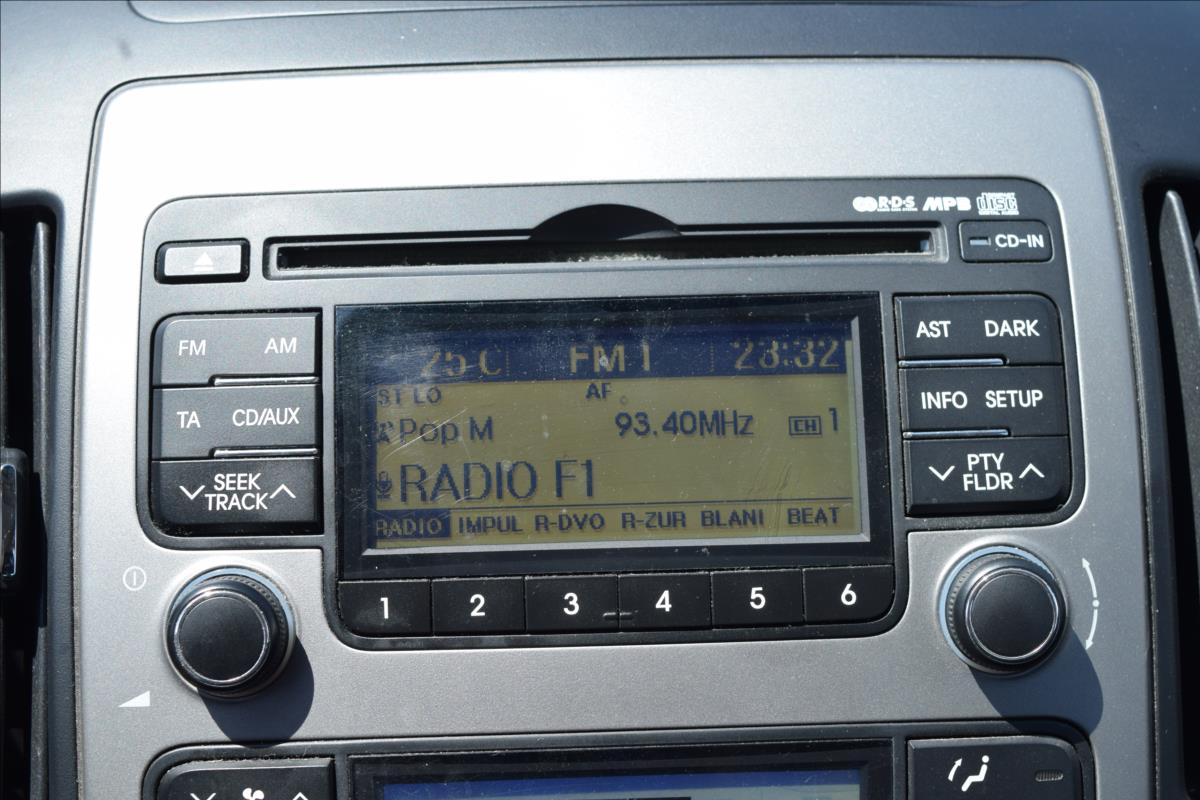 R·D·S MPB disc
CD-IN
FM AM
TA CD/AUX
SEEK
TRACK
25 C FM 1 23:32
ST LO AF
Pop M 93.40MHz CH 1
RADIO F1
RADIO IMPUL R-DVO R-ZUR BLANI BEAT
AST DARK
INFO SETUP
PTY
FLDR
1 2 3 4 5 6